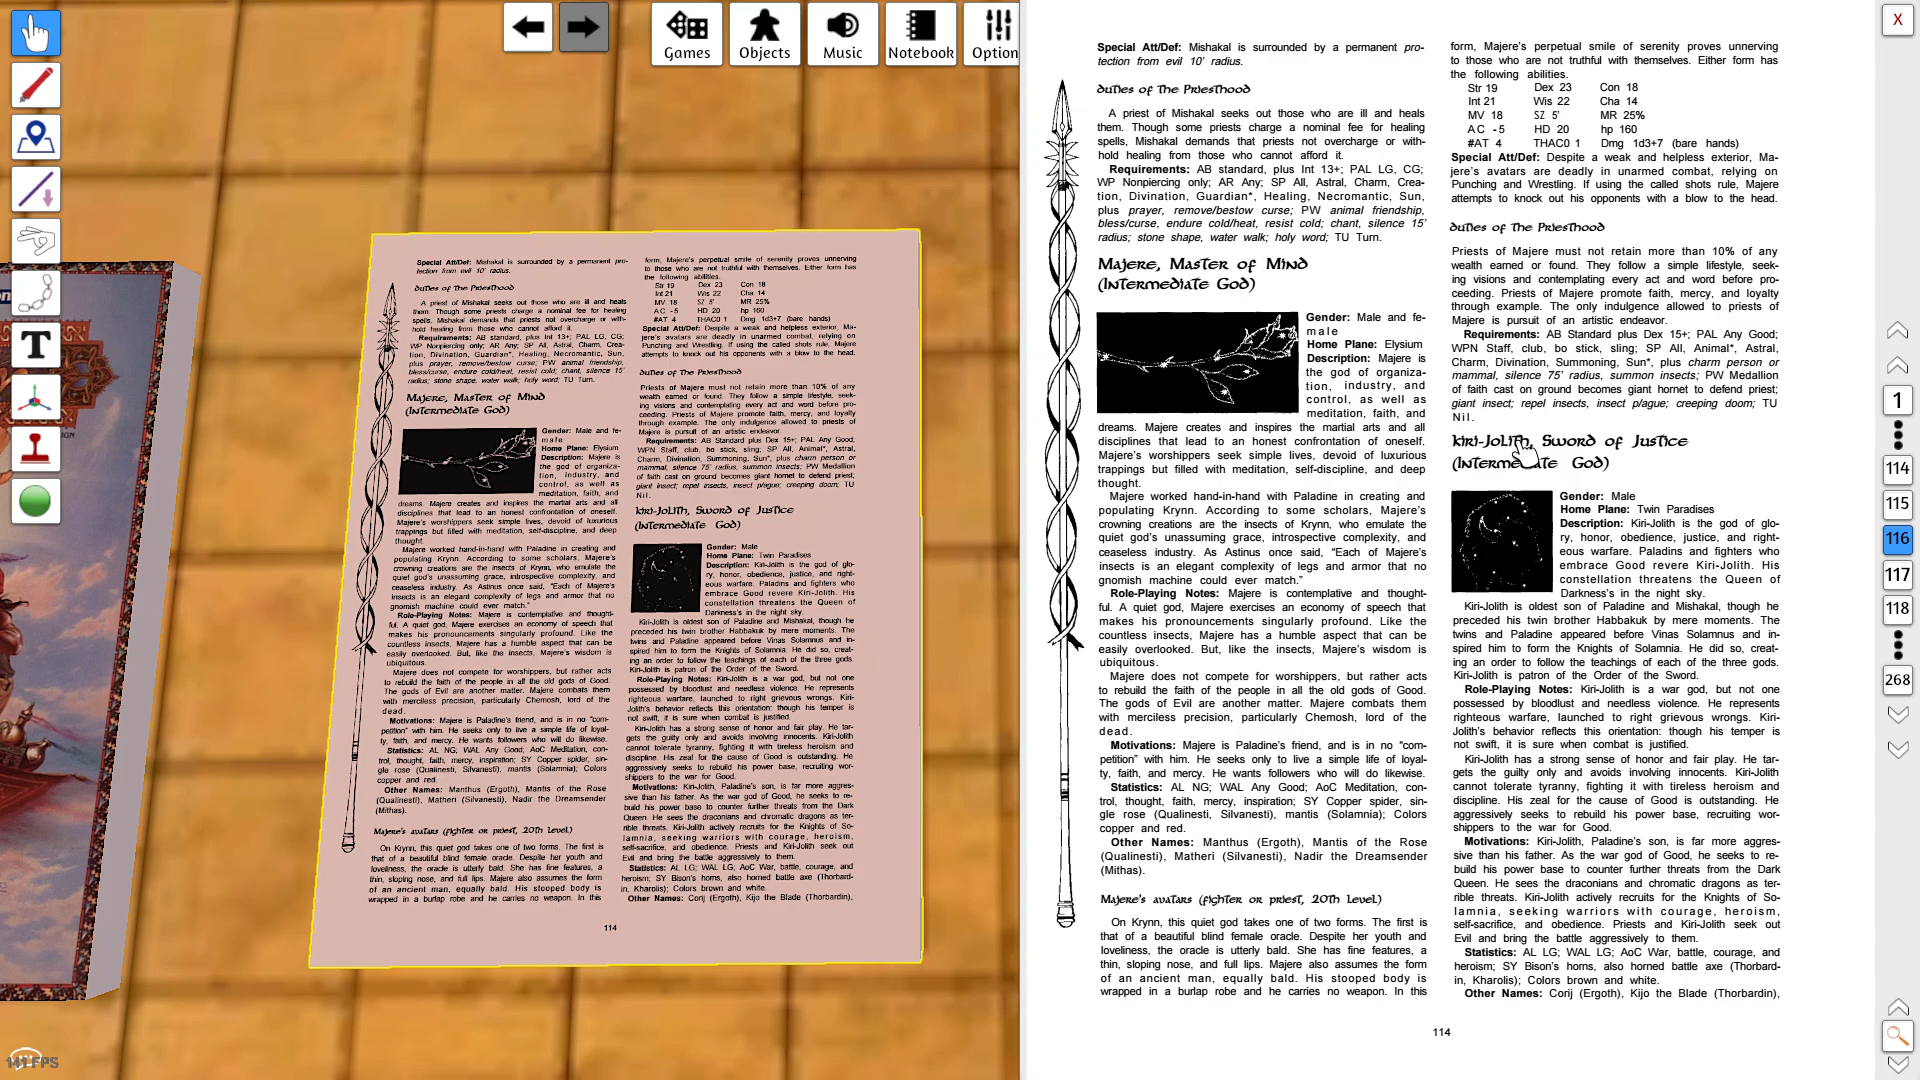 Games
Objects
Music
Notebook
Option
T
141 FPS
X
1
114
115
116
117
118
268
Special Att/Def: Mishakal is surrounded by a permanent pro-
tection from evil 10' radius.
Duties of the Priesthood
A priest of Mishakal seeks out those who are ill and heals
them. Though some priests charge a nominal fee for healing
spells, Mishakal demands that priests not overcharge or with-
hold healing from those who cannot afford it.
Requirements: AB standard, plus Int 13+; PAL LG, CG;
WP Nonpiercing only; AR Any; SP All, Astral, Charm, Crea-
tion, Divination, Guardian*, Healing, Necromantic, Sun,
plus prayer, remove/bestow curse; PW animal friendship,
bless/curse, endure cold/heat, resist cold; chant, silence 15'
radius; stone shape, water walk; holy word; TU Turn.
Majere, Master of Mind
(Intermediate God)
Gender: Male and fe-
male
Home Plane: Elysium
Description: Majere is
the god of organiza-
tion, industry, and
control, as well as
meditation, faith, and
dreams. Majere creates and inspires the martial arts and all
disciplines that lead to an honest confrontation of oneself.
Majere's worshippers seek simple lives, devoid of luxurious
trappings but filled with meditation, self-discipline, and deep
thought.
Majere worked hand-in-hand with Paladine in creating and
populating Krynn. According to some scholars, Majere's
crowning creations are the insects of Krynn, who emulate the
quiet god's unassuming grace, introspective complexity, and
ceaseless industry. As Astinus once said, "Each of Majere's
insects is an elegant complexity of legs and armor that no
gnomish machine could ever match."
Role-Playing Notes: Majere is contemplative and thought-
ful. A quiet god, Majere exercises an economy of speech that
makes his pronouncements singularly profound. Like the
countless insects, Majere has a humble aspect that can be
easily overlooked. But, like the insects, Majere's wisdom is
ubiquitous.
Majere does not compete for worshippers, but rather acts
to rebuild the faith of the people in all the old gods of Good.
The gods of Evil are another matter. Majere combats them
with merciless precision, particularly Chemosh, lord of the
dead.
Motivations: Majere is Paladine's friend, and is in no "com-
petition" with him. He seeks only to live a simple life of loyal-
ty, faith, and mercy. He wants followers who will do likewise.
Statistics: AL NG; WAL Any Good; AoC Meditation, con-
trol, thought, faith, mercy, inspiration; SY Copper spider, sin-
gle rose (Qualinesti, Silvanesti), mantis (Solamnia); Colors
copper and red.
Other Names: Manthus (Ergoth), Mantis of the Rose
(Qualinesti), Matheri (Silvanesti), Nadir the Dreamsender
(Mithas).
Majere's avatars (fighter or priest, 20th Level)
On Krynn, this quiet god takes one of two forms. The first is
that of a beautiful blind female oracle. Despite her youth and
loveliness, the oracle is utterly bald. She has fine features, a
thin, sloping nose, and full lips. Majere also assumes the form
of an ancient man, equally bald. His stooped body is
wrapped in a burlap robe and he carries no weapon. In this
form, Majere's perpetual smile of serenity proves unnerving
to those who are not truthful with themselves. Either form has
the following abilities.
Str 19 Dex 23 Con 18
Int 21 Wis 22 Cha 14
MV 18 SZ 5' MR 25%
AC -5 HD 20 hp 160
#AT 4 THAC0 1 Dmg 1d3+7 (bare hands)
Special Att/Def: Despite a weak and helpless exterior, Ma-
jere's avatars are deadly in unarmed combat, relying on
Punching and Wrestling. If using the called shots rule, Majere
attempts to knock out his opponents with a blow to the head.
Duties of the Priesthood
Priests of Majere must not retain more than 10% of any
wealth earned or found. They follow a simple lifestyle, seek-
ing visions and contemplating every act and word before pro-
ceeding. Priests of Majere promote faith, mercy, and loyalty
through example. The only indulgence allowed to priests of
Majere is pursuit of an artistic endeavor.
Requirements: AB Standard plus Dex 15+; PAL Any Good;
WPN Staff, club, bo stick, sling; SP All, Animal*, Astral,
Charm, Divination, Summoning, Sun*, plus charm person or
mammal, silence 75' radius, summon insects; PW Medallion
of faith cast on ground becomes giant hornet to defend priest;
giant insect; repel insects, insect p/ague; creeping doom; TU
Nil.
Kiri-Jolith, Sword of Justice
(Intermediate God)
Gender: Male
Home Plane: Twin Paradises
Description: Kiri-Jolith is the god of glo-
ry, honor, obedience, justice, and right-
eous warfare. Paladins and fighters who
embrace Good revere Kiri-Jolith. His
constellation threatens the Queen of
Darkness's in the night sky.
Kiri-Jolith is oldest son of Paladine and Mishakal, though he
preceded his twin brother Habbakuk by mere moments. The
twins and Paladine appeared before Vinas Solamnus and in-
spired him to form the Knights of Solamnia. He did so, creat-
ing an order to follow the teachings of each of the three gods.
Kiri-Jolith is patron of the Order of the Sword.
Role-Playing Notes: Kiri-Jolith is a war god, but not one
possessed by bloodlust and needless violence. He represents
righteous warfare, launched to right grievous wrongs. Kiri-
Jolith's behavior reflects this orientation: though his temper is
not swift, it is sure when combat is justified.
Kiri-Jolith has a strong sense of honor and fair play. He tar-
gets the guilty only and avoids involving innocents. Kiri-Jolith
cannot tolerate tyranny, fighting it with tireless heroism and
discipline. His zeal for the cause of Good is outstanding. He
aggressively seeks to rebuild his power base, recruiting wor-
shippers to the war for Good.
Motivations: Kiri-Jolith, Paladine's son, is far more aggres-
sive than his father. As the war god of Good, he seeks to re-
build his power base to counter further threats from the Dark
Queen. He sees the draconians and chromatic dragons as ter-
rible threats. Kiri-Jolith actively recruits for the Knights of So-
lamnia, seeking warriors with courage, heroism,
self-sacrifice, and obedience. Priests and Kiri-Jolith seek out
Evil and bring the battle aggressively to them.
Statistics: AL LG; WAL LG; AoC War, battle, courage, and
heroism; SY Bison's horns, also horned battle axe (Thorbard-
in, Kharolis); Colors brown and white.
Other Names: Corij (Ergoth), Kijo the Blade (Thorbardin),
114